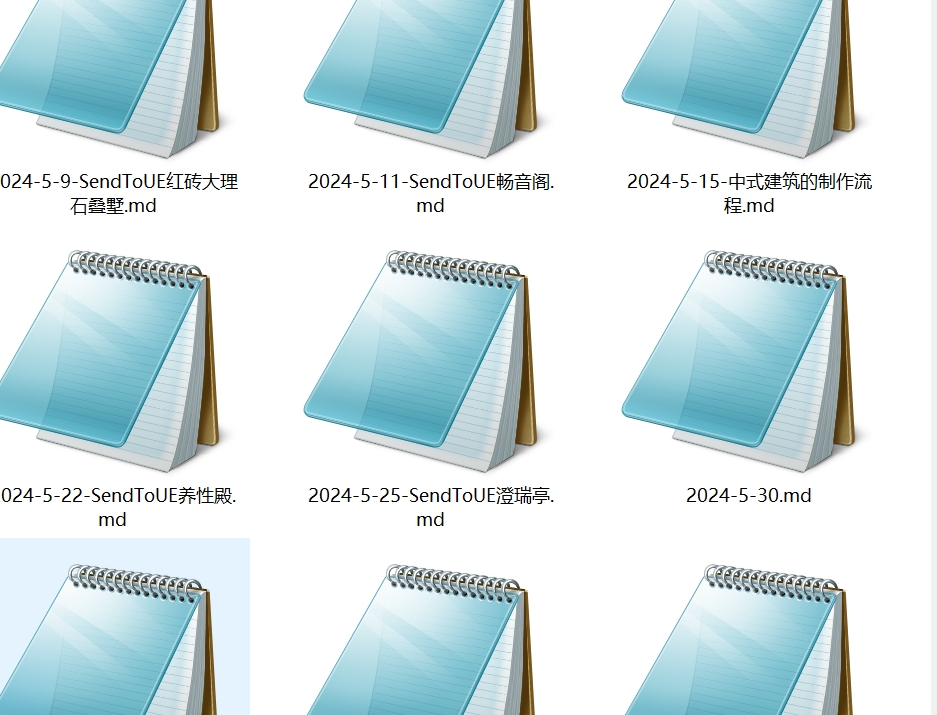 024-5-9-SendToUE红砖大理
石叠墅.md
2024-5-11-SendToUE畅音阁.
md
2024-5-15-中式建筑的制作流
程.md
024-5-22-SendToUE养性殿.
md
2024-5-25-SendToUE澄瑞亭.
md
2024-5-30.md